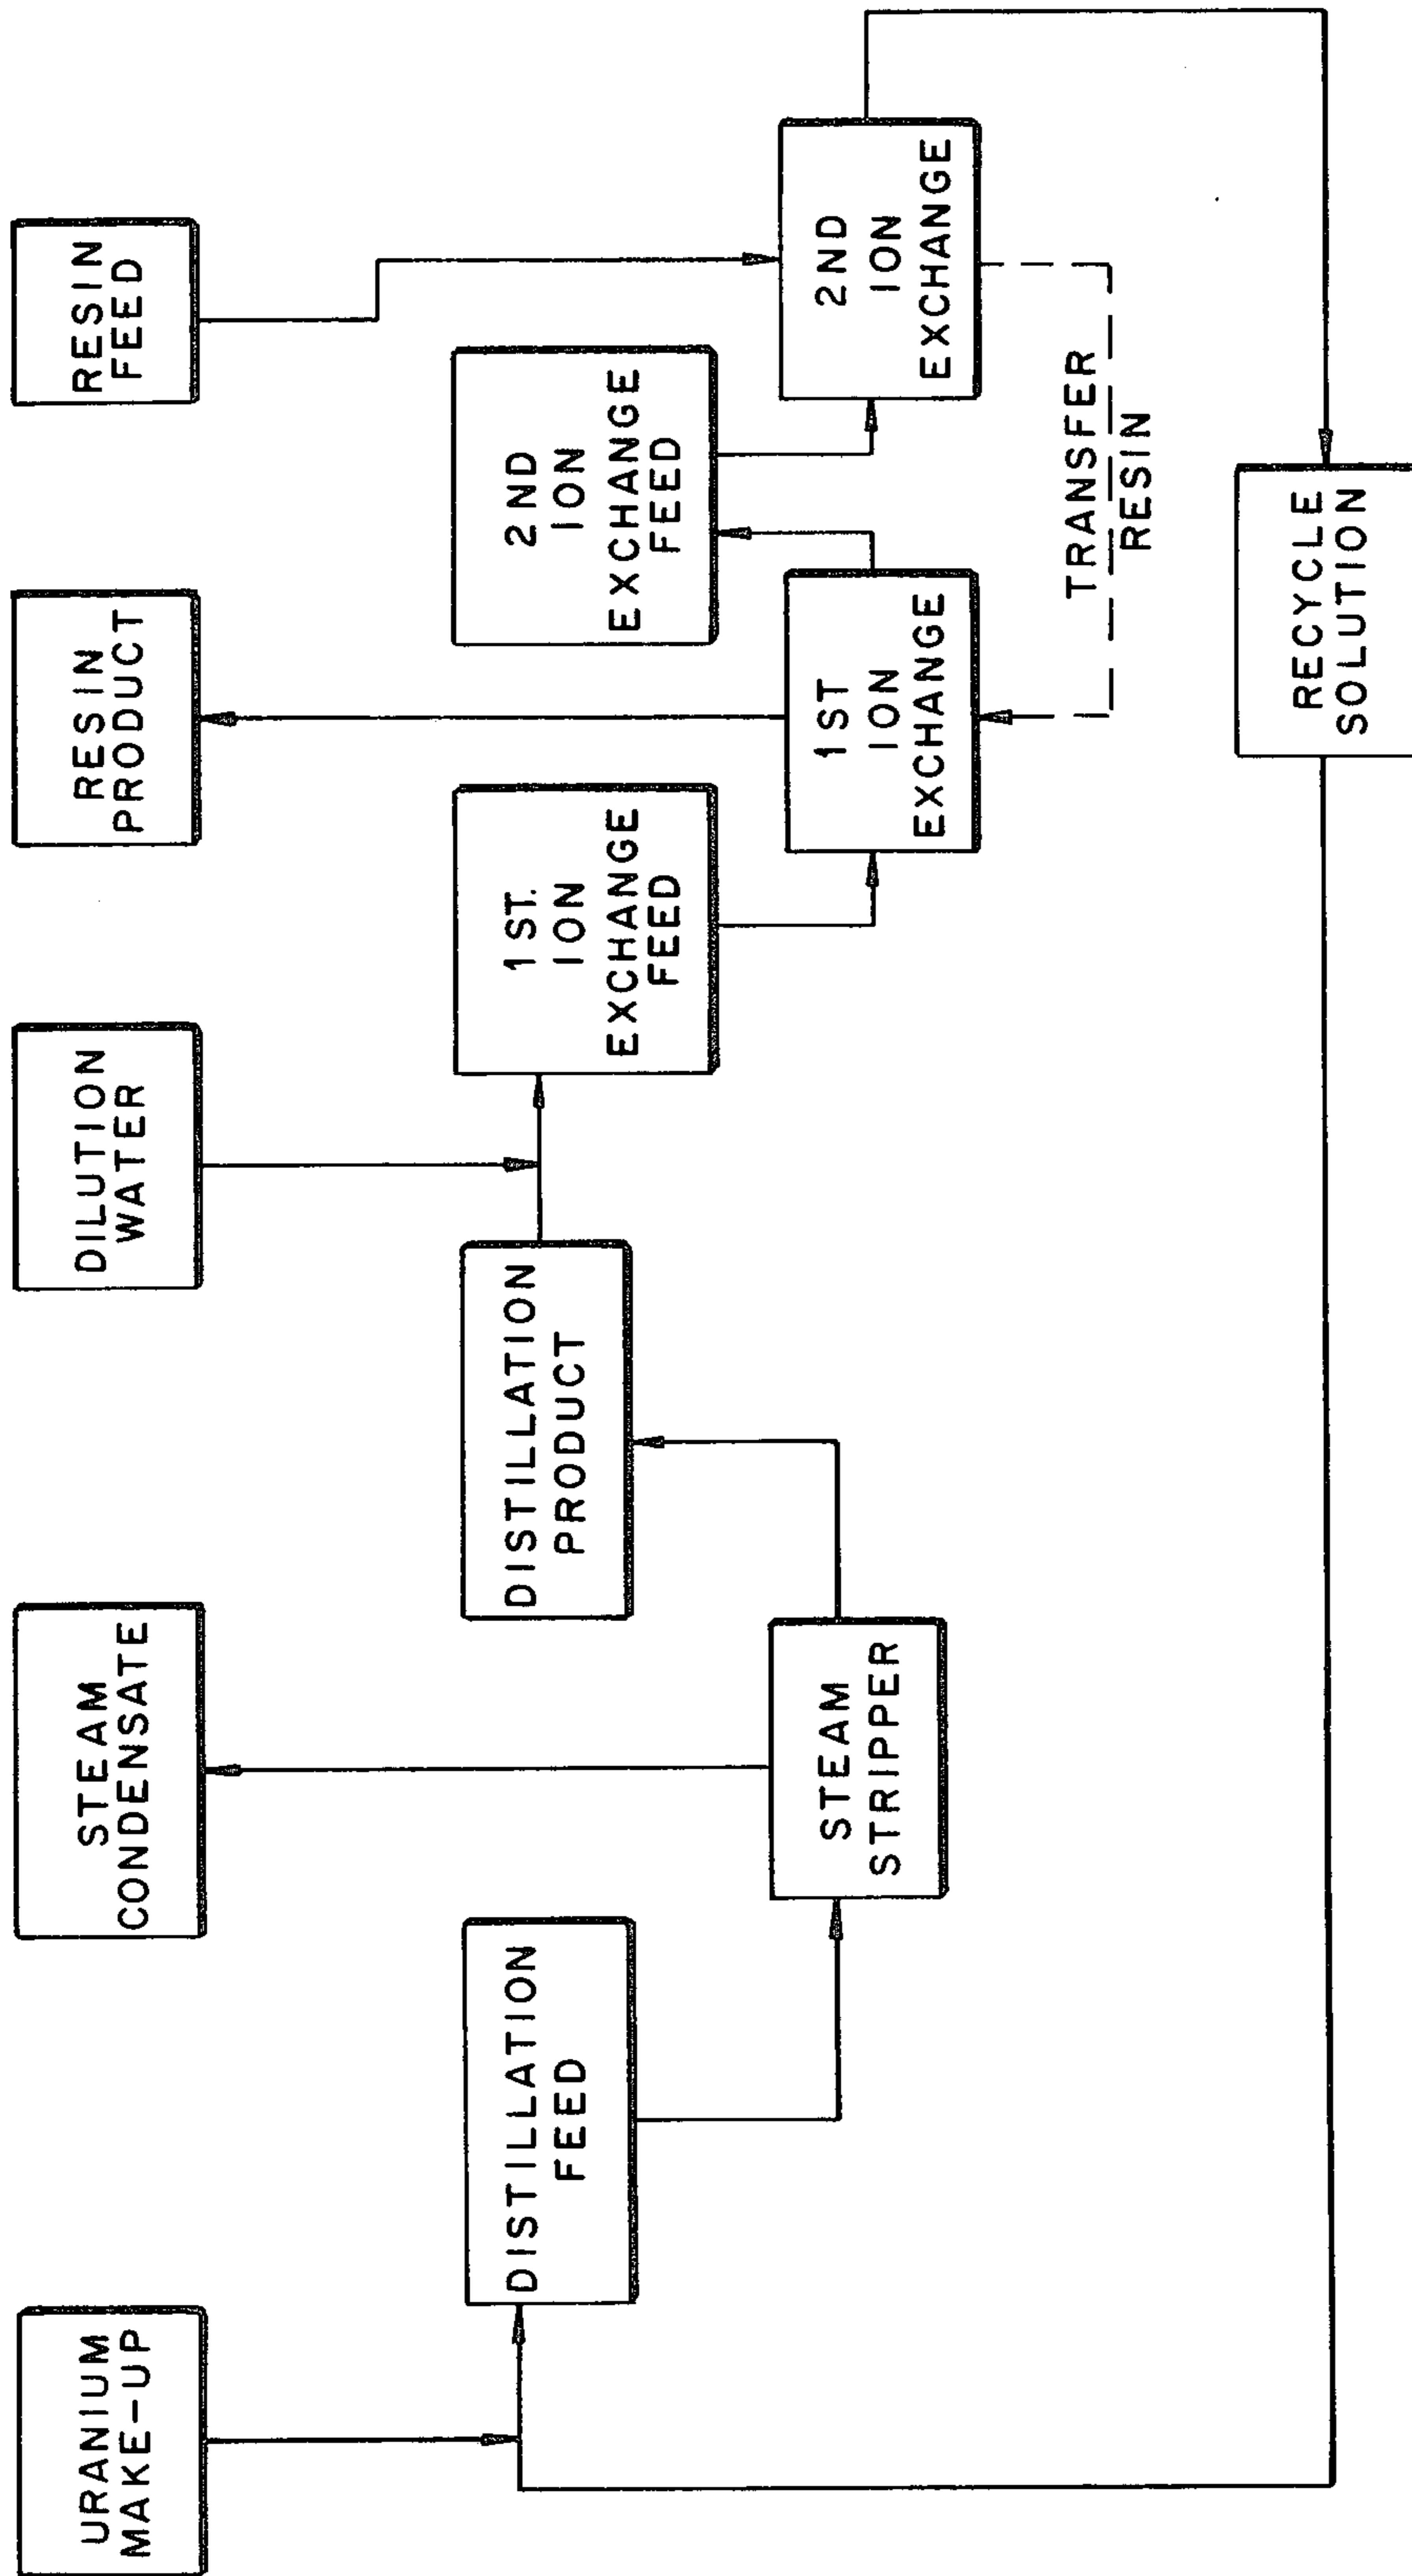 URANIUM
MAKE-UP
STEAM
CONDENSATE
DILUTION
WATER
RESIN
PRODUCT
RESIN
FEED
DISTILLATION
FEED
DISTILLATION
PRODUCT
1ST.
ION
EXCHANGE
FEED
2ND
ION
EXCHANGE
FEED
STEAM
STRIPPER
1ST
ION
EXCHANGE
2ND
ION
EXCHANGE
TRANSFER
RESIN
RECYCLE
SOLUTION